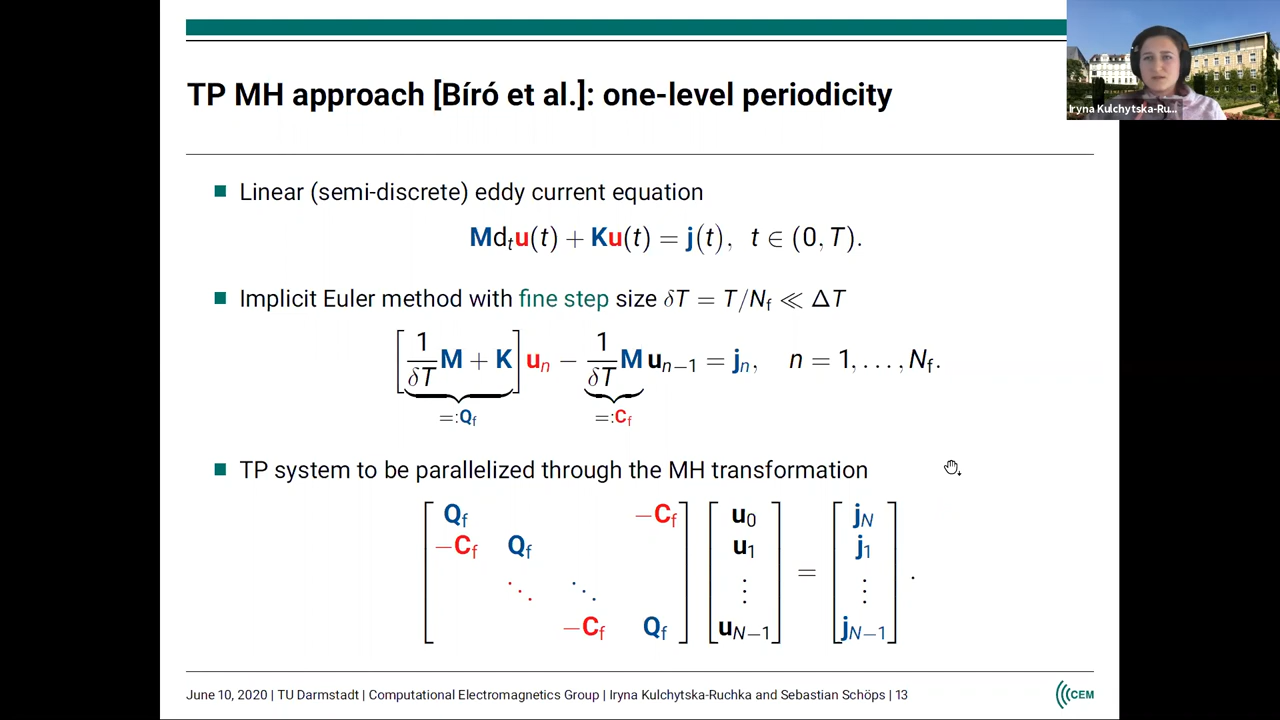 Iryna Kulchytska-Ru...
TP MH approach [Bíró et al.]: one-level periodicity
Linear (semi-discrete) eddy current equation
Md_t u(t) + Ku(t) = j(t), t ∈ (0, T).
Implicit Euler method with fine step size δT = T/N_f ≪ ΔT
[1/δT M + K] u_n − 1/δT M u_{n−1} = j_n, n = 1, . . . , N_f.
=:Q_f =:C_f
TP system to be parallelized through the MH transformation
Q_f −C_f u_0 j_N
−C_f Q_f u_1 j_1
⋱ ⋱ ⋮ = ⋮ .
−C_f Q_f u_{N−1} j_{N−1}
June 10, 2020 | TU Darmstadt | Computational Electromagnetics Group | Iryna Kulchytska-Ruchka and Sebastian Schöps | 13
CEM